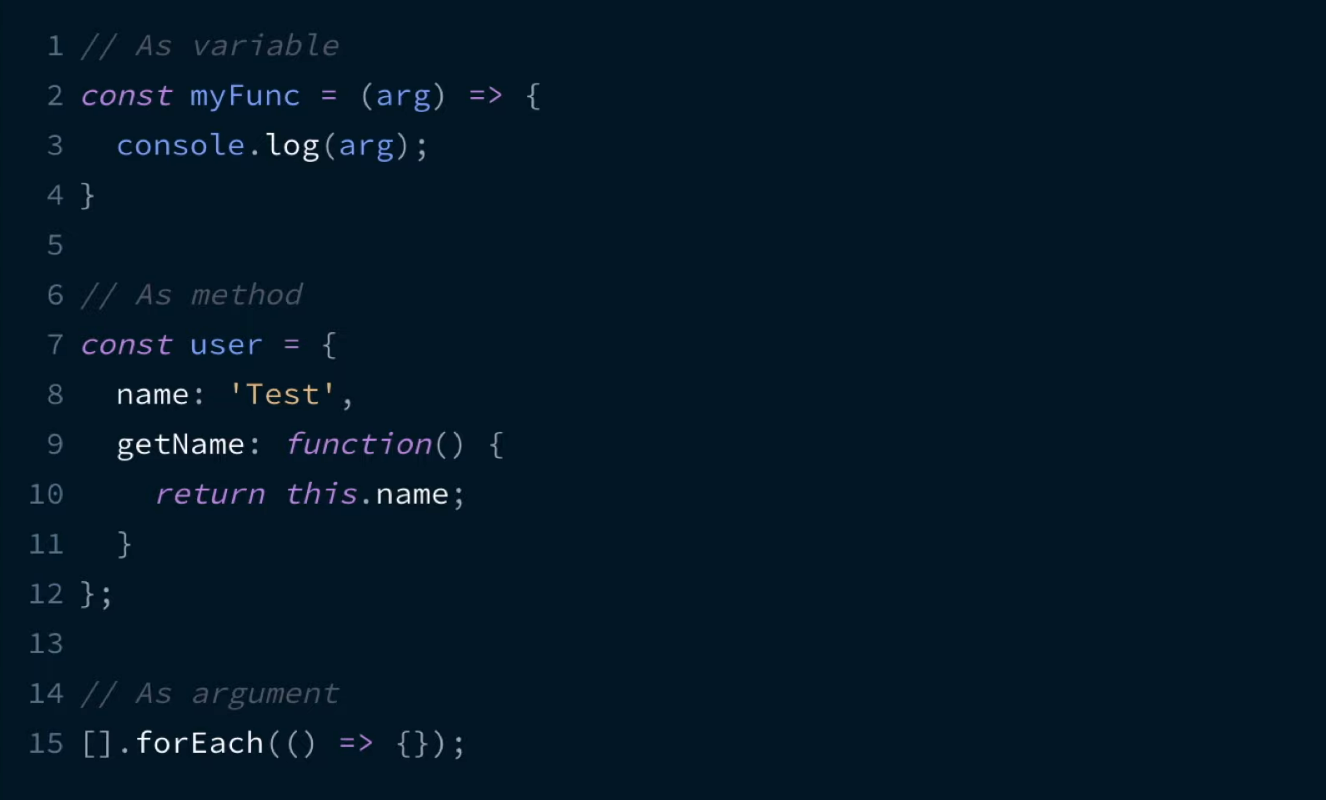 1 // As variable
2 const myFunc = (arg) => {
3   console.log(arg);
4 }
5
6 // As method
7 const user = {
8   name: 'Test',
9   getName: function() {
10     return this.name;
11   }
12 };
13
14 // As argument
15 [].forEach(() => {});